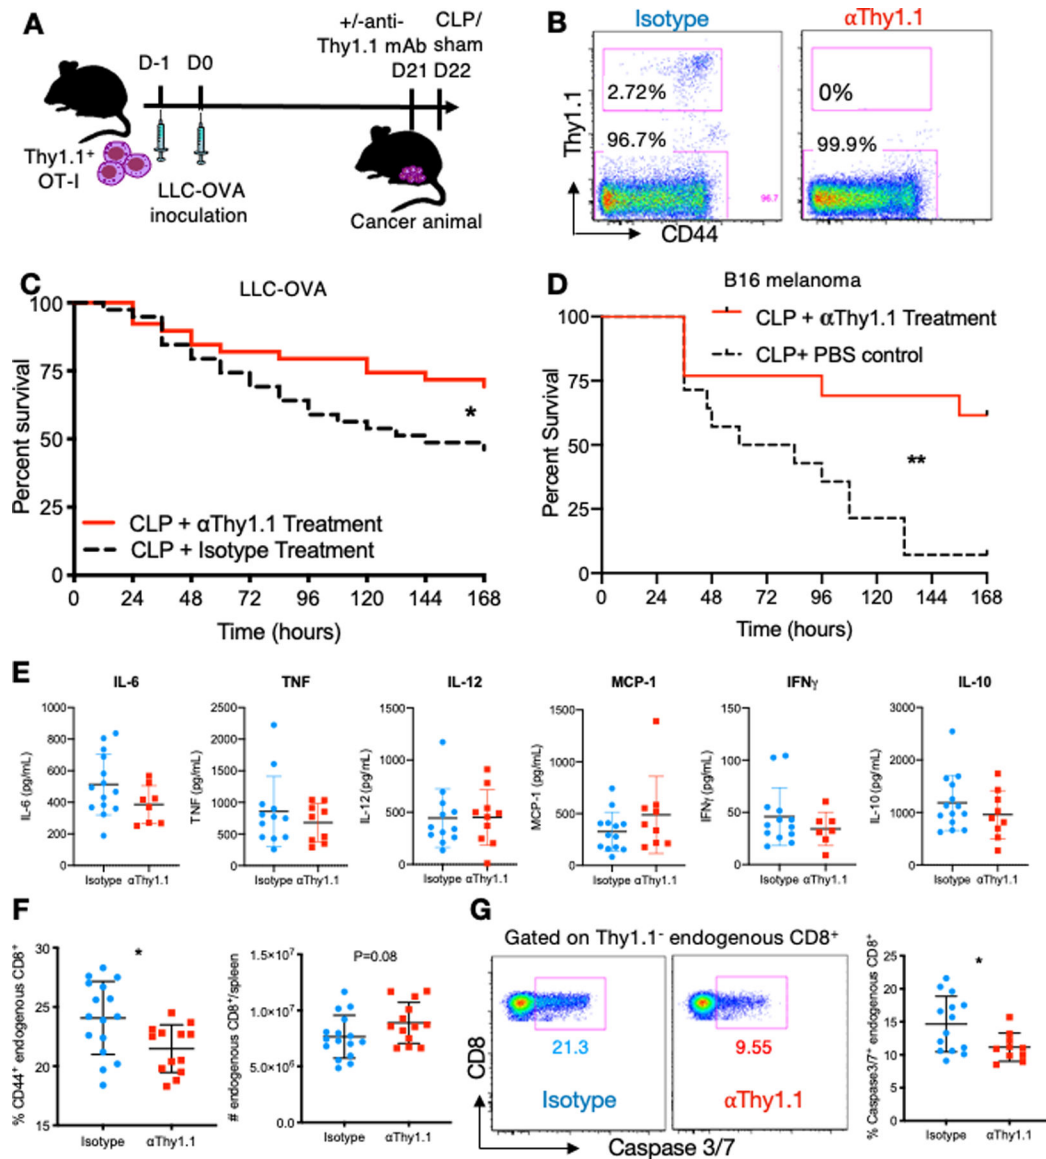 A
+/-anti-
Thy1.1 mAb
CLP/
sham
D-1
D0
D21
D22
Thy1.1+
OT-I
LLC-OVA
inoculation
Cancer animal
B
Isotype
αThy1.1
Thy1.1
2.72%
96.7%
96.7
0%
99.9%
CD44
C
LLC-OVA
Percent survival
100
75
50
25
0
*
CLP + αThy1.1 Treatment
CLP + Isotype Treatment
0 24 48 72 96 120 144 168
Time (hours)
D
B16 melanoma
CLP + αThy1.1 Treatment
CLP+ PBS control
Percent Survival
100
75
50
25
0
**
0 24 48 72 96 120 144 168
Time (hours)
E
IL-6
IL-6 (pg/mL)
1000
800
600
400
200
0
Isotype αThy1.1
TNF
TNF (pg/mL)
2500
2000
1500
1000
500
0
Isotype αThy1.1
IL-12
IL-12 (pg/mL)
1500
1000
500
0
Isotype αThy1.1
MCP-1
MCP-1 (pg/mL)
1500
1000
500
0
Isotype αThy1.1
IFNγ
IFNγ (pg/mL)
150
100
50
0
Isotype αThy1.1
IL-10
IL-10 (pg/mL)
3000
2000
1000
0
Isotype αThy1.1
F
% CD44+ endogenous CD8+
30
25
20
15
*
Isotype αThy1.1
# endogenous CD8+/spleen
1.5×10⁷
1.0×10⁷
5.0×10⁶
0.0
P=0.08
Isotype αThy1.1
G
Gated on Thy1.1- endogenous CD8+
CD8
21.3
Isotype
9.55
αThy1.1
Caspase 3/7
% Caspase3/7+ endogenous CD8+
25
20
15
10
5
0
*
Isotype αThy1.1